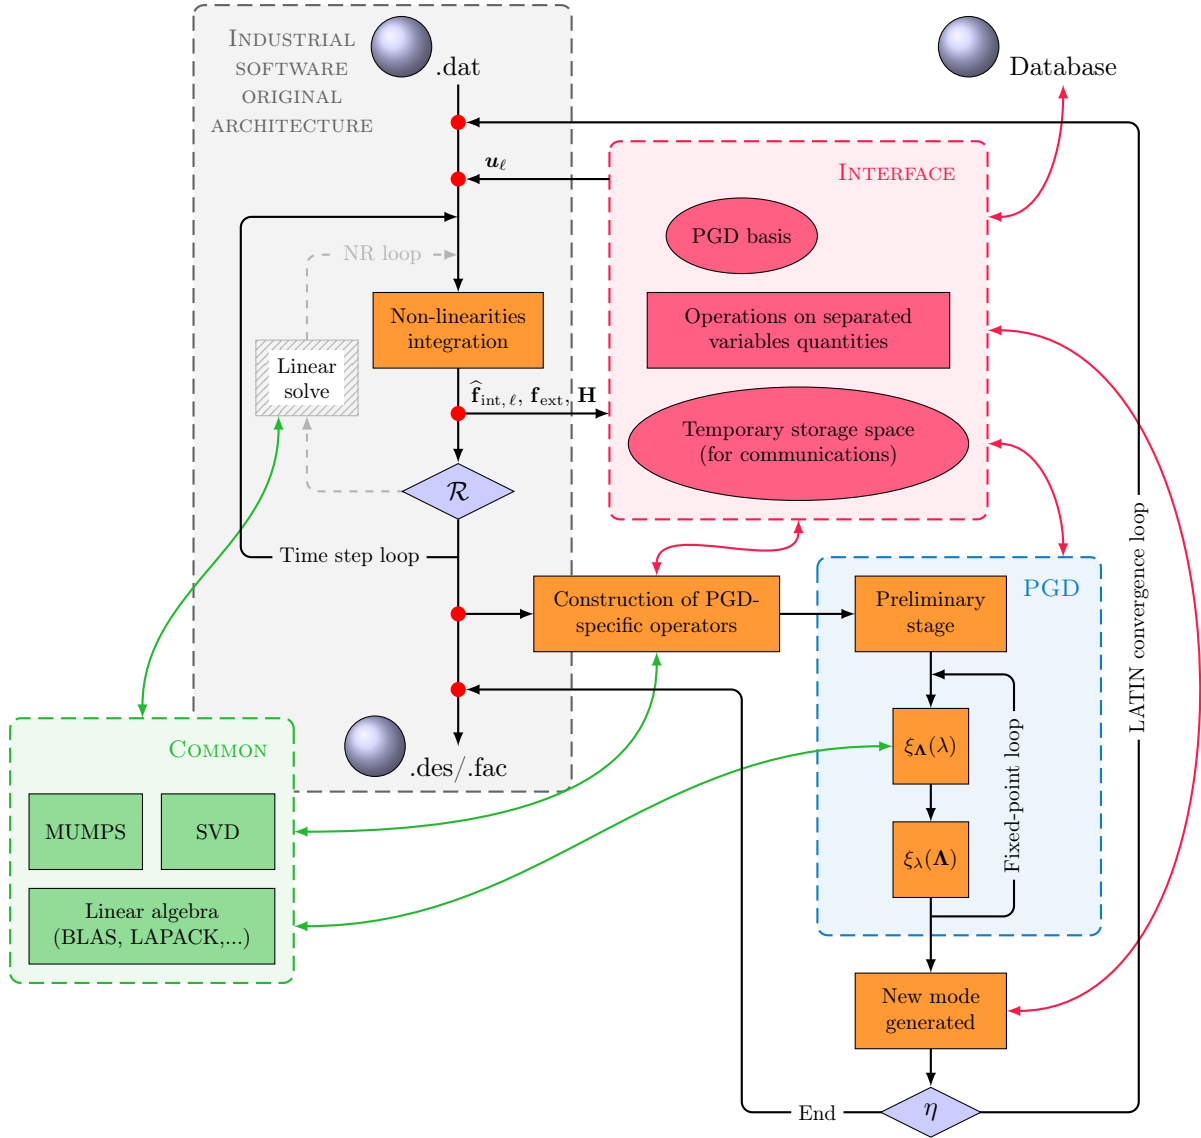 INDUSTRIAL
SOFTWARE
ORIGINAL
ARCHITECTURE
.dat
Database
u_ℓ
INTERFACE
PGD basis
NR loop
Non-linearities
integration
Operations on separated
variables quantities
Linear
solve
f̂_int, ℓ, f_ext, H
Temporary storage space
(for communications)
ℛ
Time step loop
LATIN convergence loop
Construction of PGD-
specific operators
Preliminary
stage
PGD
COMMON
.des/.fac
ξ_Λ(λ)
Fixed-point loop
MUMPS
SVD
ξ_λ(Λ)
Linear algebra
(BLAS, LAPACK,...)
New mode
generated
End
η